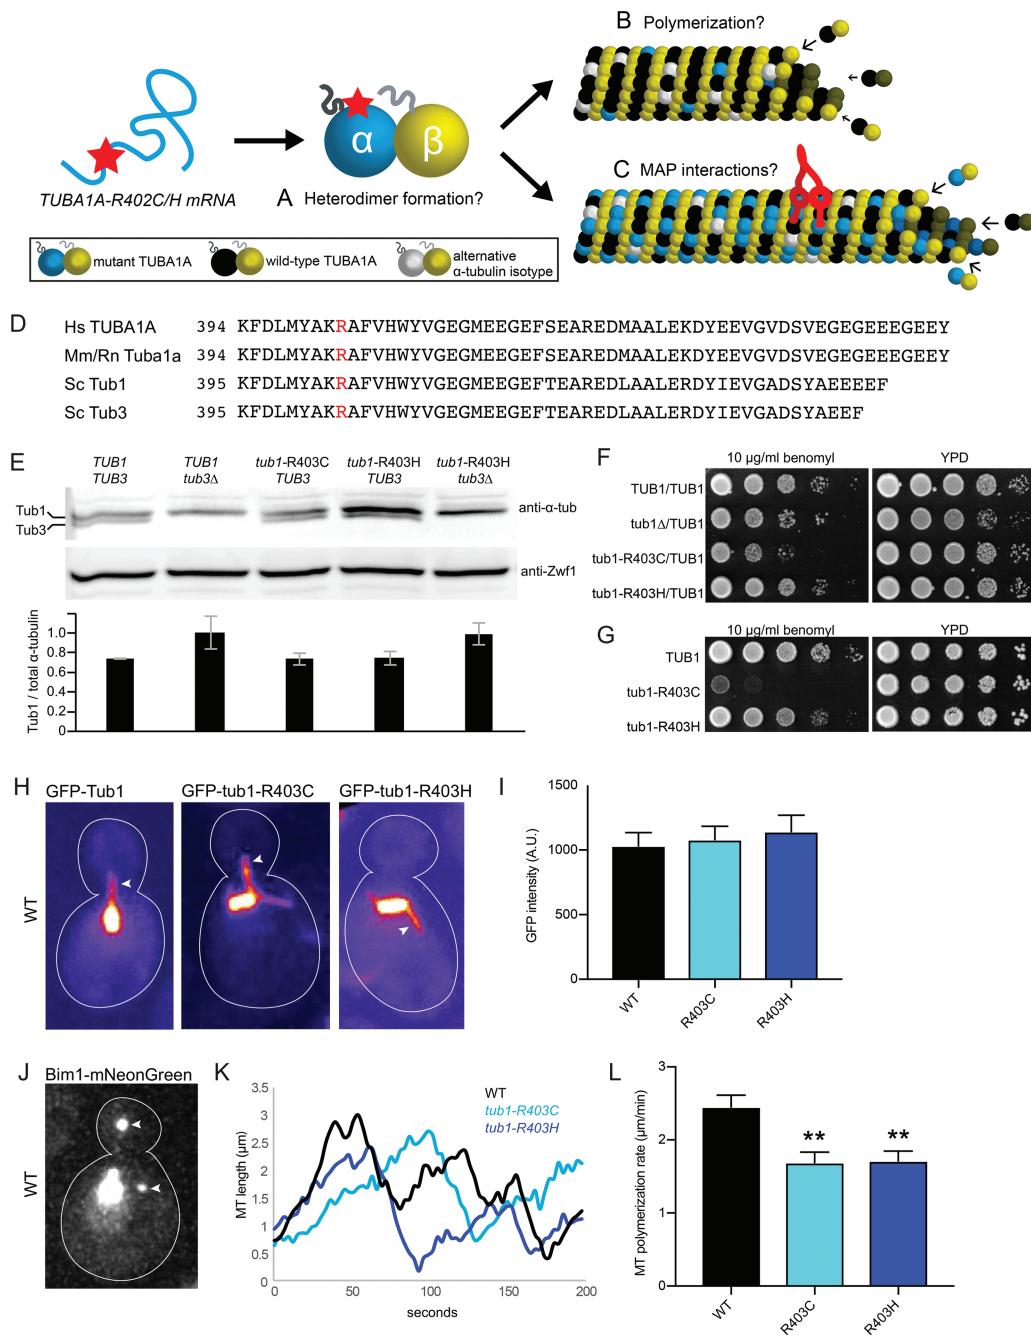 B Polymerization?
α β
TUBA1A-R402C/H mRNA
A Heterodimer formation?
C MAP interactions?
mutant TUBA1A
wild-type TUBA1A
alternative
α-tubulin isotype
D
Hs TUBA1A 394 KFDLMYAKRAFVHWYVGEGMEEGEFSEAREDMAALEKDYEEVGVDSVEGEGEEEGEEY
Mm/Rn Tuba1a 394 KFDLMYAKRAFVHWYVGEGMEEGEFSEAREDMAALEKDYEEVGVDSVEGEGEEEGEEY
Sc Tub1 395 KFDLMYAKRAFVHWYVGEGMEEGEFTEAREDLAALERDYIEVGADSYAEEEEF
Sc Tub3 395 KFDLMYAKRAFVHWYVGEGMEEGEFTEAREDLAALERDYIEVGADSYAEEF
E
TUB1
TUB3
TUB1
tub3Δ
tub1-R403C
TUB3
tub1-R403H
TUB3
tub1-R403H
tub3Δ
Tub1
Tub3
anti-α-tub
anti-Zwf1
Tub1 / total α-tubulin
1.0
0.8
0.6
0.4
0.2
0
F
10 µg/ml benomyl
YPD
TUB1/TUB1
tub1Δ/TUB1
tub1-R403C/TUB1
tub1-R403H/TUB1
G
10 µg/ml benomyl
YPD
TUB1
tub1-R403C
tub1-R403H
H
GFP-Tub1
GFP-tub1-R403C
GFP-tub1-R403H
WT
I
GFP intensity (A.U.)
1500
1000
500
0
WT
R403C
R403H
J Bim1-mNeonGreen
WT
K
MT length (µm)
3.5
3
2.5
2
1.5
1
0.5
0
0
50
100
150
200
seconds
WT
tub1-R403C
tub1-R403H
L
MT polymerization rate (µm/min)
3
2
1
0
**
**
WT
R403C
R403H